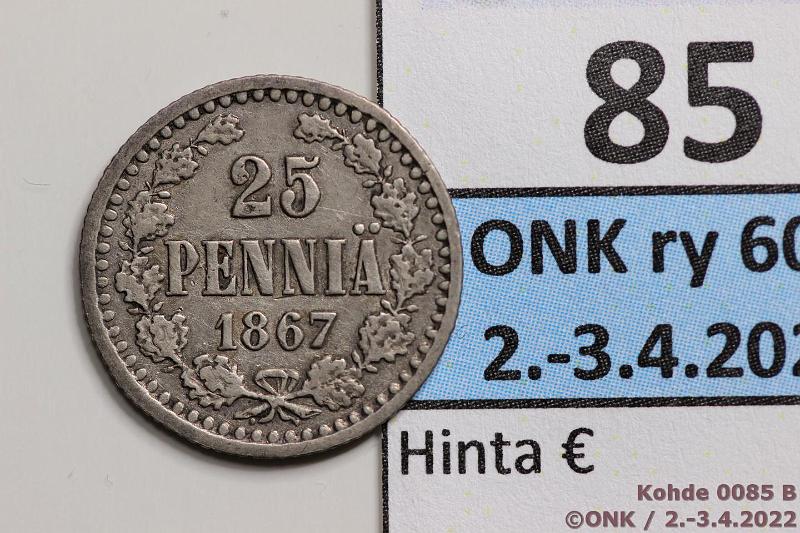 25
PENNIÄ
1867
85
ONK ry 60
2.-3.4.202
Hinta €
Kohde 0085 B
©ONK / 2.-3.4.2022